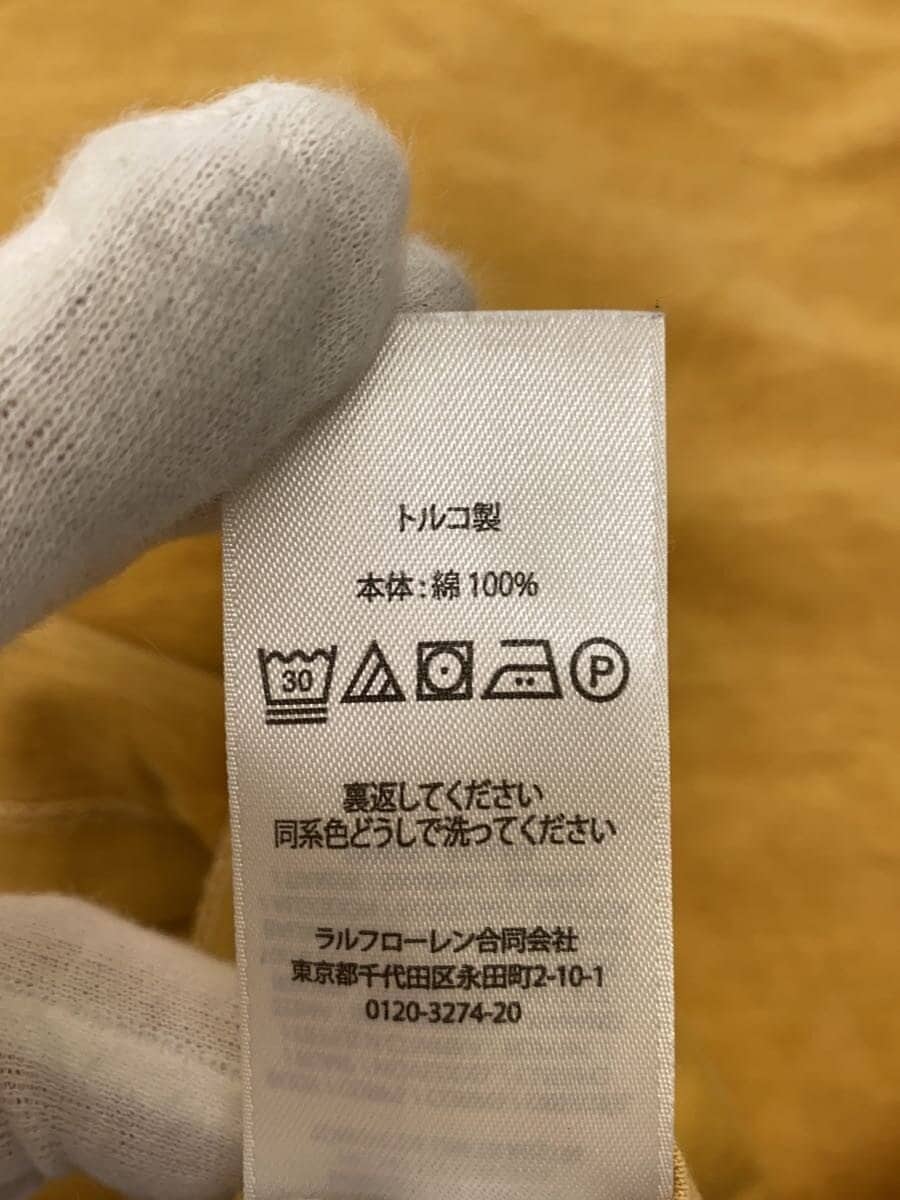 トルコ製
本体：綿 100%
30
P
裏返してください
同系色どうしで洗ってください
ラルフローレン合同会社
東京都千代田区永田町2-10-1
0120-3274-20